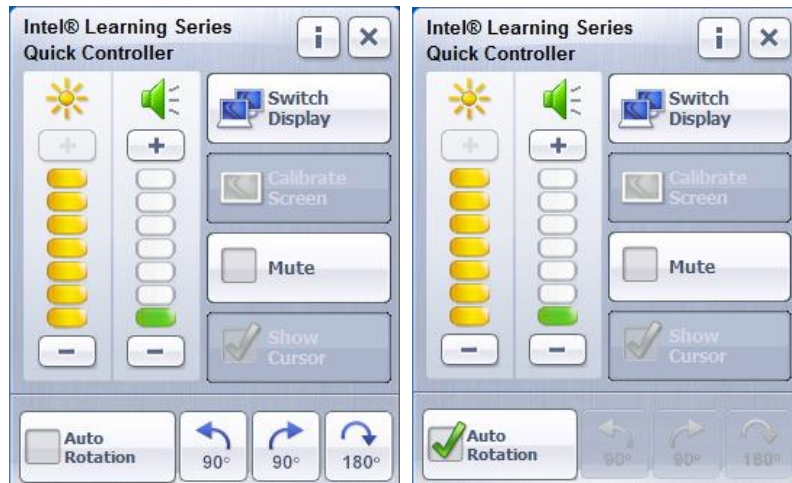 Intel® Learning Series
Quick Controller
Switch
Display
Calibrate
Screen
Mute
Show
Cursor
Auto
Rotation
90°
90°
180°
Intel® Learning Series
Quick Controller
Switch
Display
Calibrate
Screen
Mute
Show
Cursor
Auto
Rotation
90°
90°
180°